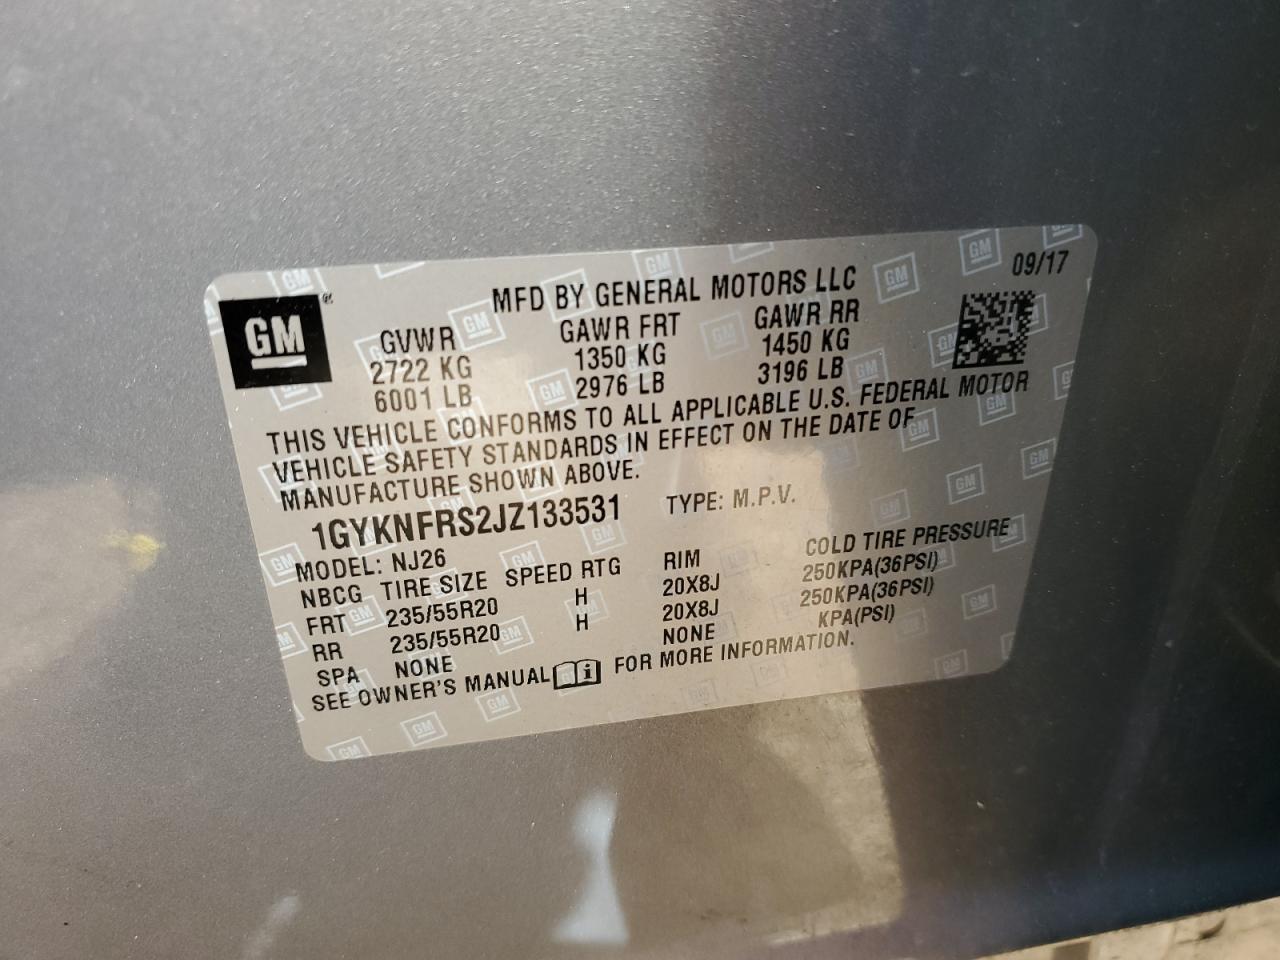 09/17
MFD BY GENERAL MOTORS LLC
GM ®
GVWR GAWR FRT GAWR RR
2722 KG 1350 KG 1450 KG
6001 LB 2976 LB 3196 LB
THIS VEHICLE CONFORMS TO ALL APPLICABLE U.S. FEDERAL MOTOR
VEHICLE SAFETY STANDARDS IN EFFECT ON THE DATE OF
MANUFACTURE SHOWN ABOVE.
1GYKNFRS2JZ133531 TYPE: M.P.V.
MODEL: NJ26
NBCG TIRE SIZE SPEED RTG RIM COLD TIRE PRESSURE
FRT 235/55R20 H 20X8J 250KPA(36PSI)
RR 235/55R20 H 20X8J 250KPA(36PSI)
SPA NONE NONE KPA(PSI)
SEE OWNER'S MANUAL i FOR MORE INFORMATION.